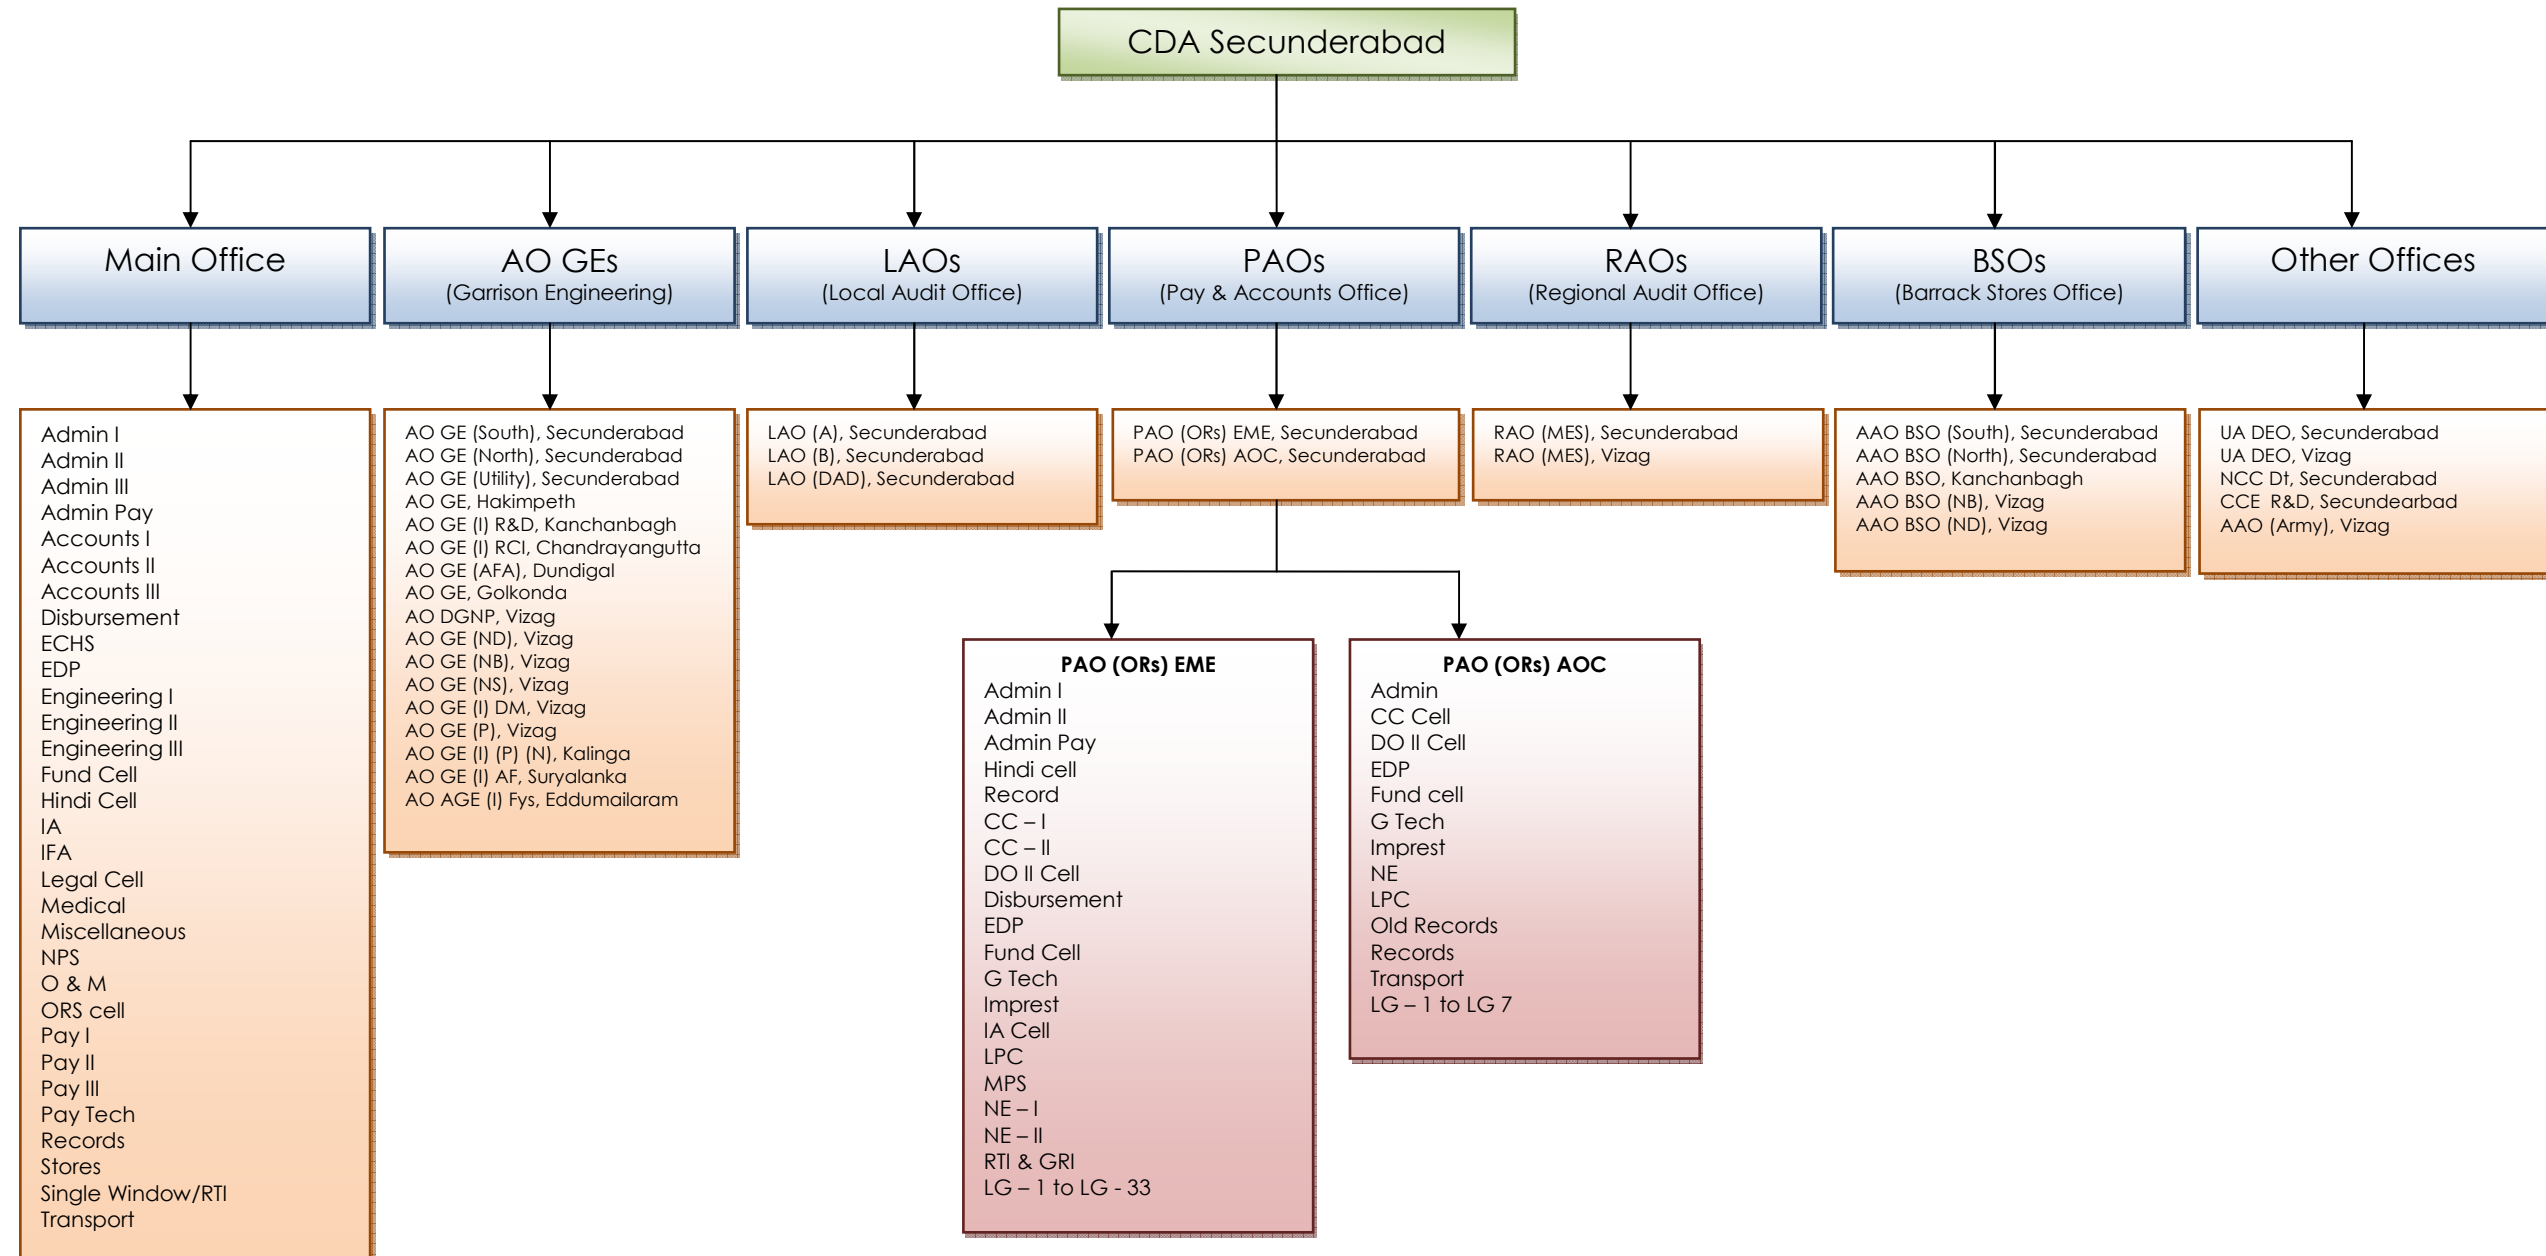 CDA Secunderabad
Main Office
AO GEs
(Garrison Engineering)
LAOs
(Local Audit Office)
PAOs
(Pay & Accounts Office)
RAOs
(Regional Audit Office)
BSOs
(Barrack Stores Office)
Other Offices
Admin I
Admin II
Admin III
Admin Pay
Accounts I
Accounts II
Accounts III
Disbursement
ECHS
EDP
Engineering I
Engineering II
Engineering III
Fund Cell
Hindi Cell
IA
IFA
Legal Cell
Medical
Miscellaneous
NPS
O & M
ORS cell
Pay I
Pay II
Pay III
Pay Tech
Records
Stores
Single Window/RTI
Transport
AO GE (South), Secunderabad
AO GE (North), Secunderabad
AO GE (Utility), Secunderabad
AO GE, Hakimpeth
AO GE (I) R&D, Kanchanbagh
AO GE (I) RCI, Chandrayangutta
AO GE (AFA), Dundigal
AO GE, Golkonda
AO DGNP, Vizag
AO GE (ND), Vizag
AO GE (NB), Vizag
AO GE (NS), Vizag
AO GE (I) DM, Vizag
AO GE (P), Vizag
AO GE (I) (P) (N), Kalinga
AO GE (I) AF, Suryalanka
AO AGE (I) Fys, Eddumailaram
LAO (A), Secunderabad
LAO (B), Secunderabad
LAO (DAD), Secunderabad
PAO (ORs) EME, Secunderabad
PAO (ORs) AOC, Secunderabad
RAO (MES), Secunderabad
RAO (MES), Vizag
AAO BSO (South), Secunderabad
AAO BSO (North), Secunderabad
AAO BSO, Kanchanbagh
AAO BSO (NB), Vizag
AAO BSO (ND), Vizag
UA DEO, Secunderabad
UA DEO, Vizag
NCC Dt, Secunderabad
CCE  R&D, Secundearbad
AAO (Army), Vizag
PAO (ORs) EME
Admin I
Admin II
Admin Pay
Hindi cell
Record
CC – I
CC – II
DO II Cell
Disbursement
EDP
Fund Cell
G Tech
Imprest
IA Cell
LPC
MPS
NE – I
NE – II
RTI & GRI
LG – 1 to LG - 33
PAO (ORs) AOC
Admin
CC Cell
DO II Cell
EDP
Fund cell
G Tech
Imprest
NE
LPC
Old Records
Records
Transport
LG – 1 to LG 7